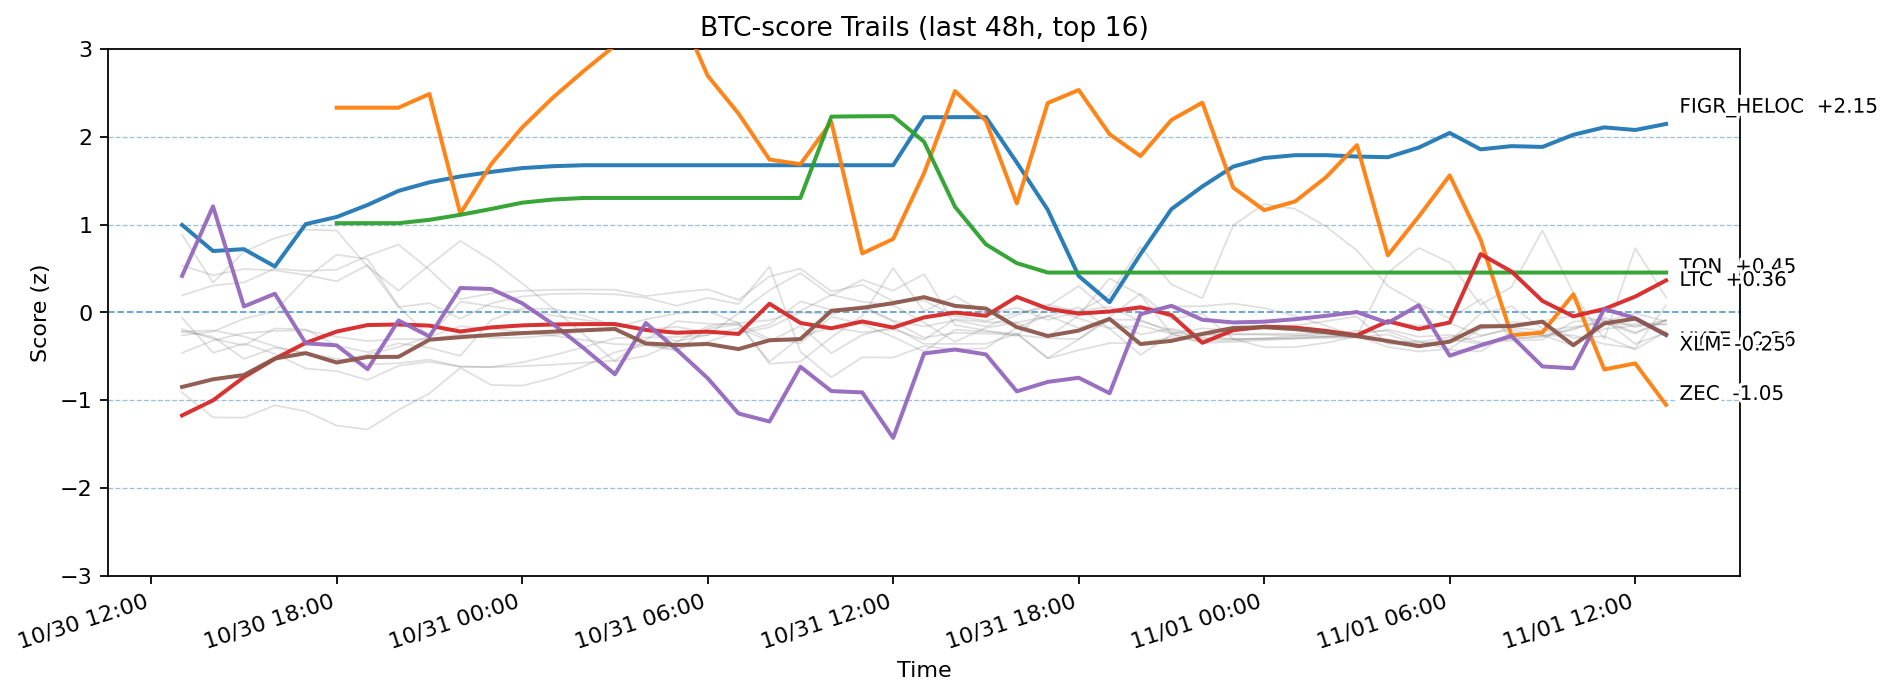 BTC-score Trails (last 48h, top 16)
Score (z)
3
2
1
0
−1
−2
−3
FIGR_HELOC +2.15
TON +0.45
LTC +0.36
XLM -0.25
ZEC -1.05
10/30 12:00
10/30 18:00
10/31 00:00
10/31 06:00
10/31 12:00
10/31 18:00
11/01 00:00
11/01 06:00
11/01 12:00
Time